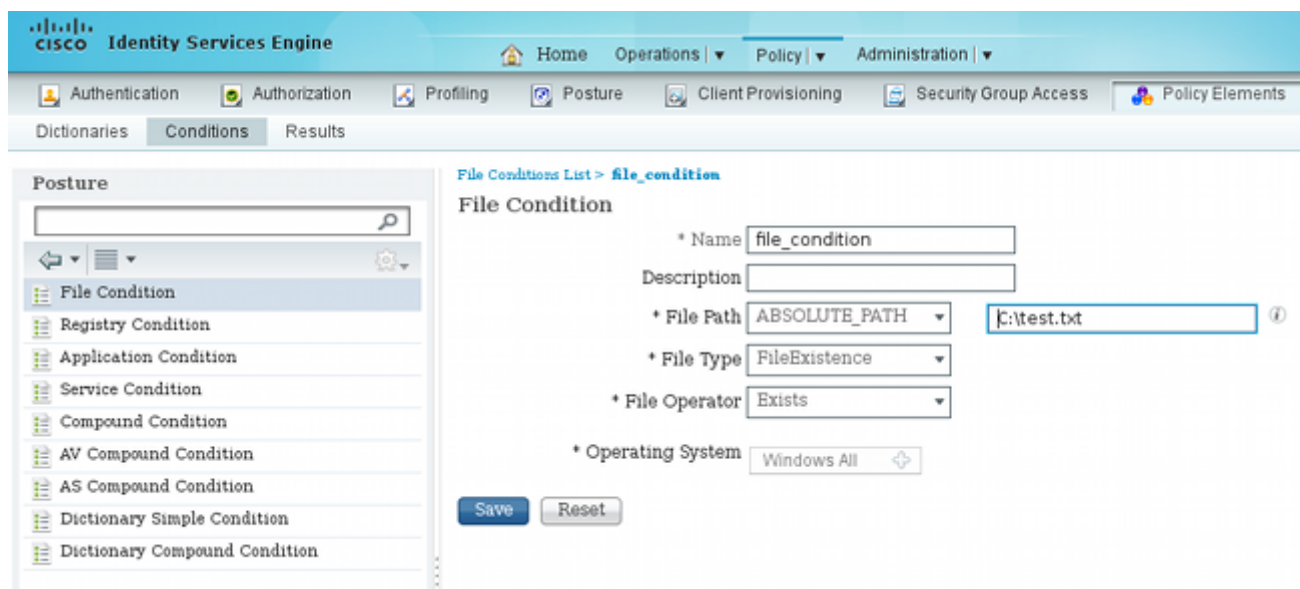 cisco Identity Services Engine
Home Operations | ▼ Policy | ▼ Administration | ▼
Authentication Authorization Profiling Posture Client Provisioning Security Group Access Policy Elements
Dictionaries Conditions Results
Posture
File Condition
Registry Condition
Application Condition
Service Condition
Compound Condition
AV Compound Condition
AS Compound Condition
Dictionary Simple Condition
Dictionary Compound Condition
File Conditions List > file_condition
File Condition
* Name file_condition
Description
* File Path ABSOLUTE_PATH C:\test.txt
* File Type FileExistence
* File Operator Exists
* Operating System Windows All
Save Reset